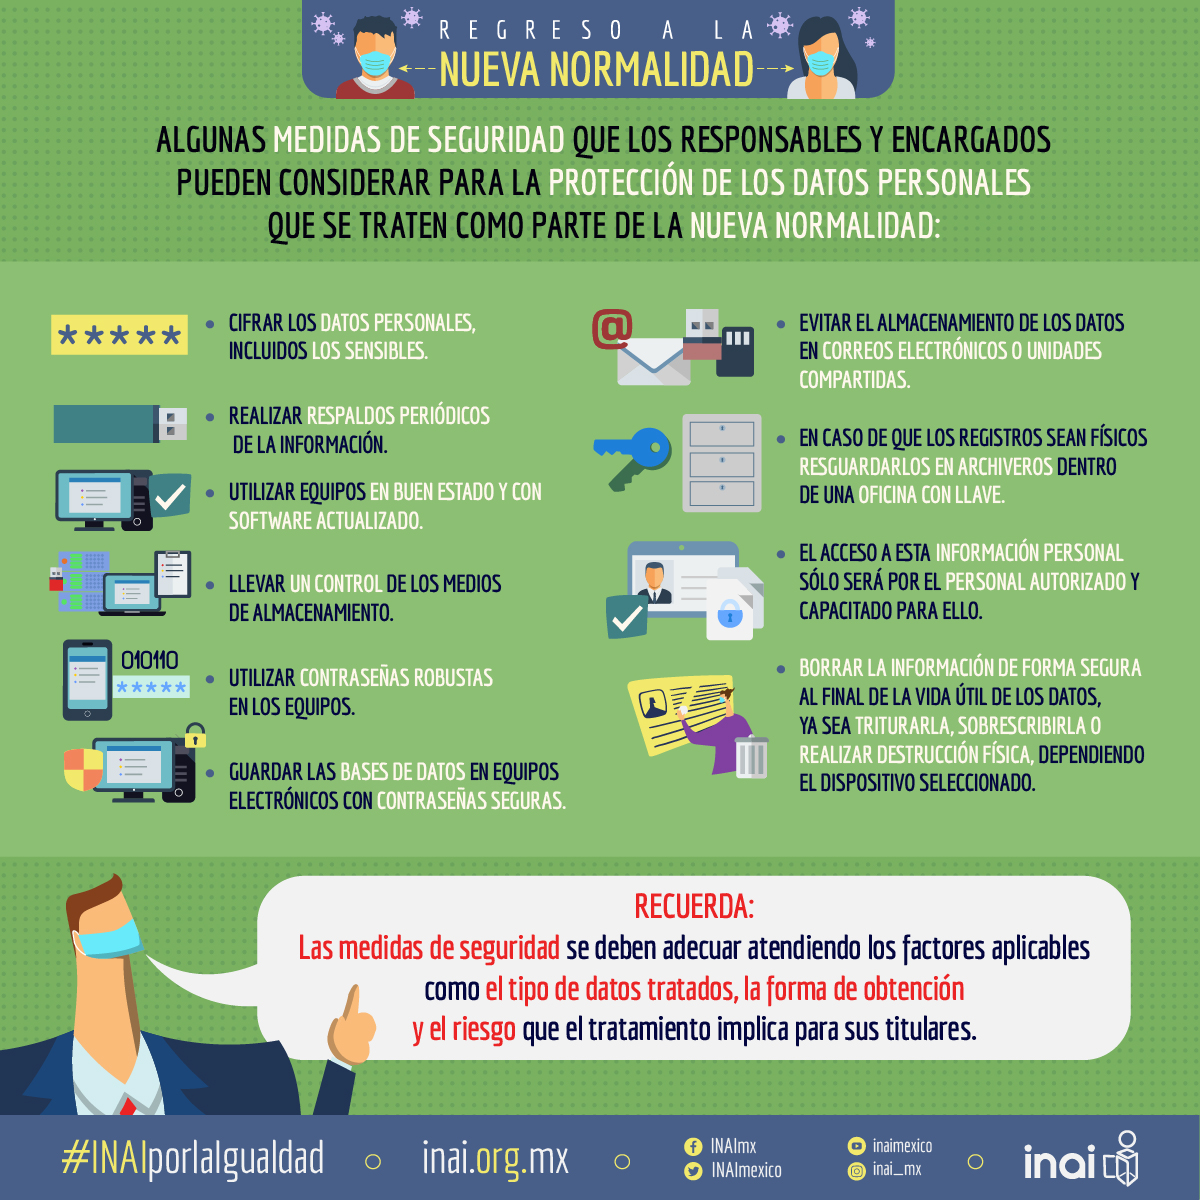 REGRESO A LA
NUEVA NORMALIDAD
ALGUNAS MEDIDAS DE SEGURIDAD QUE LOS RESPONSABLES Y ENCARGADOS
PUEDEN CONSIDERAR PARA LA PROTECCIÓN DE LOS DATOS PERSONALES
QUE SE TRATEN COMO PARTE DE LA NUEVA NORMALIDAD:
*****
• CIFRAR LOS DATOS PERSONALES,
INCLUIDOS LOS SENSIBLES.
• REALIZAR RESPALDOS PERIÓDICOS
DE LA INFORMACIÓN.
• UTILIZAR EQUIPOS EN BUEN ESTADO Y CON
SOFTWARE ACTUALIZADO.
• LLEVAR UN CONTROL DE LOS MEDIOS
DE ALMACENAMIENTO.
010110
*****
• UTILIZAR CONTRASEÑAS ROBUSTAS
EN LOS EQUIPOS.
• GUARDAR LAS BASES DE DATOS EN EQUIPOS
ELECTRÓNICOS CON CONTRASEÑAS SEGURAS.
@
• EVITAR EL ALMACENAMIENTO DE LOS DATOS
EN CORREOS ELECTRÓNICOS O UNIDADES
COMPARTIDAS.
• EN CASO DE QUE LOS REGISTROS SEAN FÍSICOS
RESGUARDARLOS EN ARCHIVEROS DENTRO
DE UNA OFICINA CON LLAVE.
• EL ACCESO A ESTA INFORMACIÓN PERSONAL
SÓLO SERÁ POR EL PERSONAL AUTORIZADO Y
CAPACITADO PARA ELLO.
• BORRAR LA INFORMACIÓN DE FORMA SEGURA
AL FINAL DE LA VIDA ÚTIL DE LOS DATOS,
YA SEA TRITURARLA, SOBRESCRIBIRLA O
REALIZAR DESTRUCCIÓN FÍSICA, DEPENDIENDO
EL DISPOSITIVO SELECCIONADO.
RECUERDA:
Las medidas de seguridad se deben adecuar atendiendo los factores aplicables
como el tipo de datos tratados, la forma de obtención
y el riesgo que el tratamiento implica para sus titulares.
#INAIporlaIgualdad
inai.org.mx
INAImx
INAImexico
inaimexico
inai_mx
inai